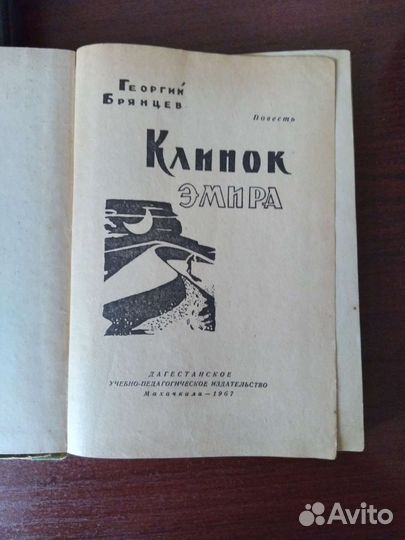 Георгий
Брянцев
Повесть
Клинок
эмира
ДАГЕСТАНСКОЕ
УЧЕБНО-ПЕДАГОГИЧЕСКОЕ ИЗДАТЕЛЬСТВО
Махачкала — 1967
Avito